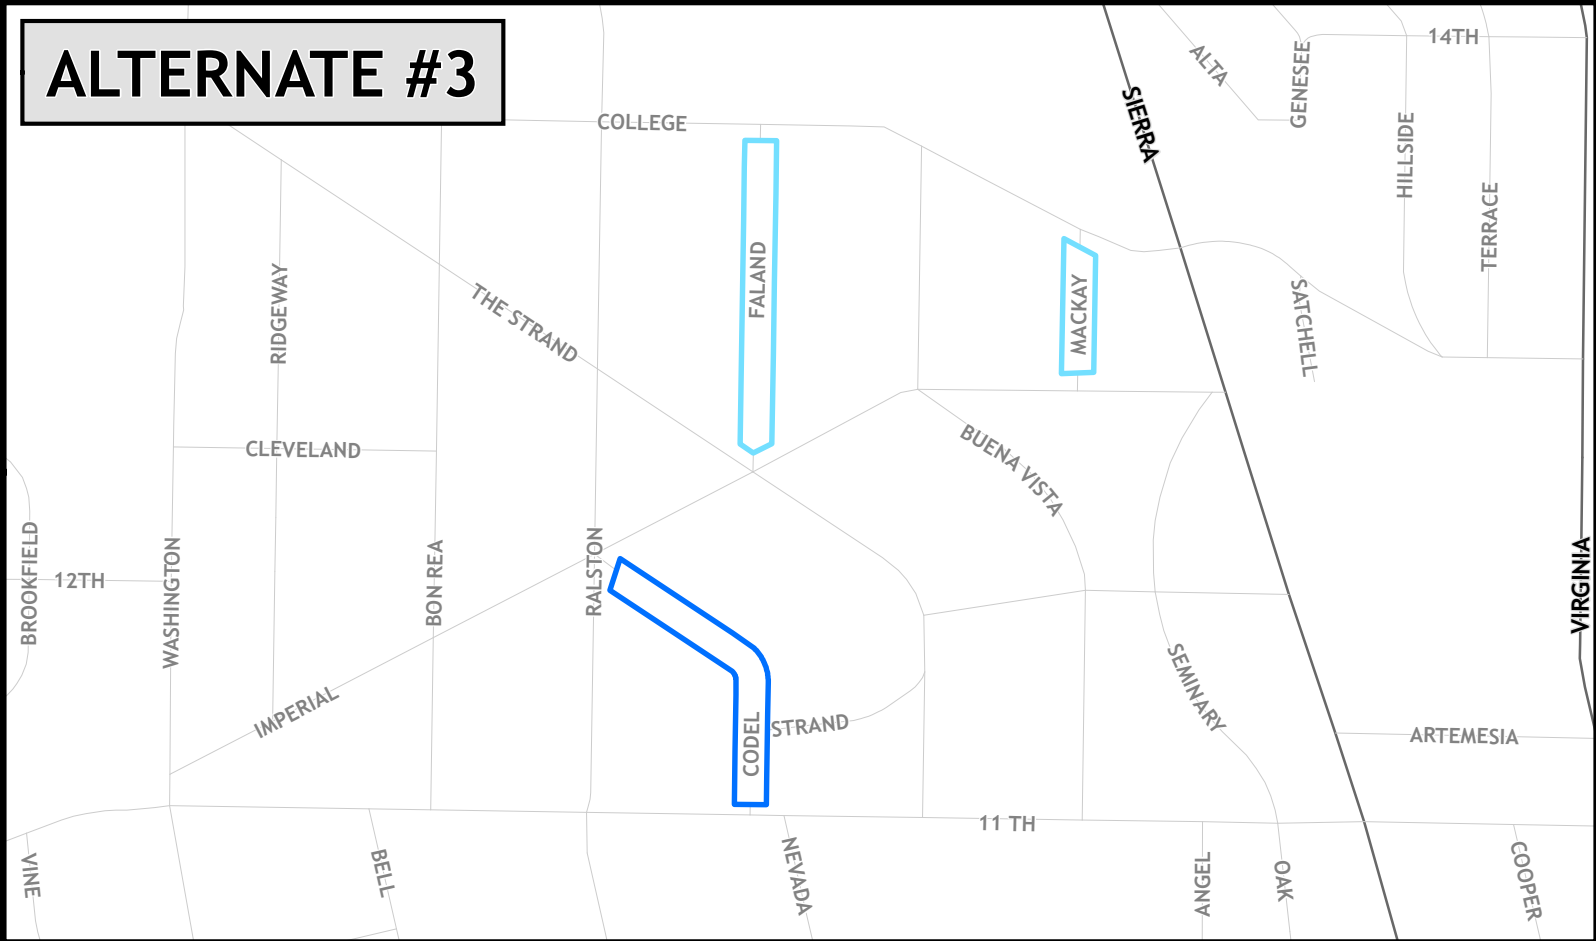 ALTERNATE #3
14TH
ALTA
GENESEE
SIERRA
COLLEGE
HILLSIDE
TERRACE
FALAND
RIDGEWAY
THE STRAND
MACKAY
SATCHELL
CLEVELAND
BUENA VISTA
BROOKFIELD
12TH
WASHINGTON
BON REA
RALSTON
VIRGINIA
IMPERIAL
SEMINARY
CODEL
STRAND
ARTEMESIA
11 TH
VINE
BELL
NEVADA
ANGEL
OAK
COOPER